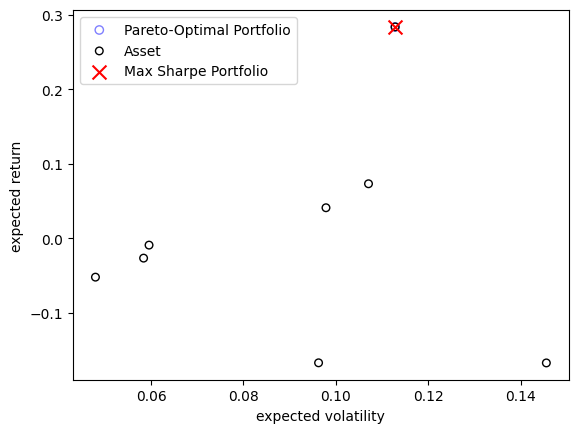 Pareto-Optimal Portfolio
Asset
Max Sharpe Portfolio
0.3
0.2
0.1
0.0
−0.1
expected return
0.06
0.08
0.10
0.12
0.14
expected volatility